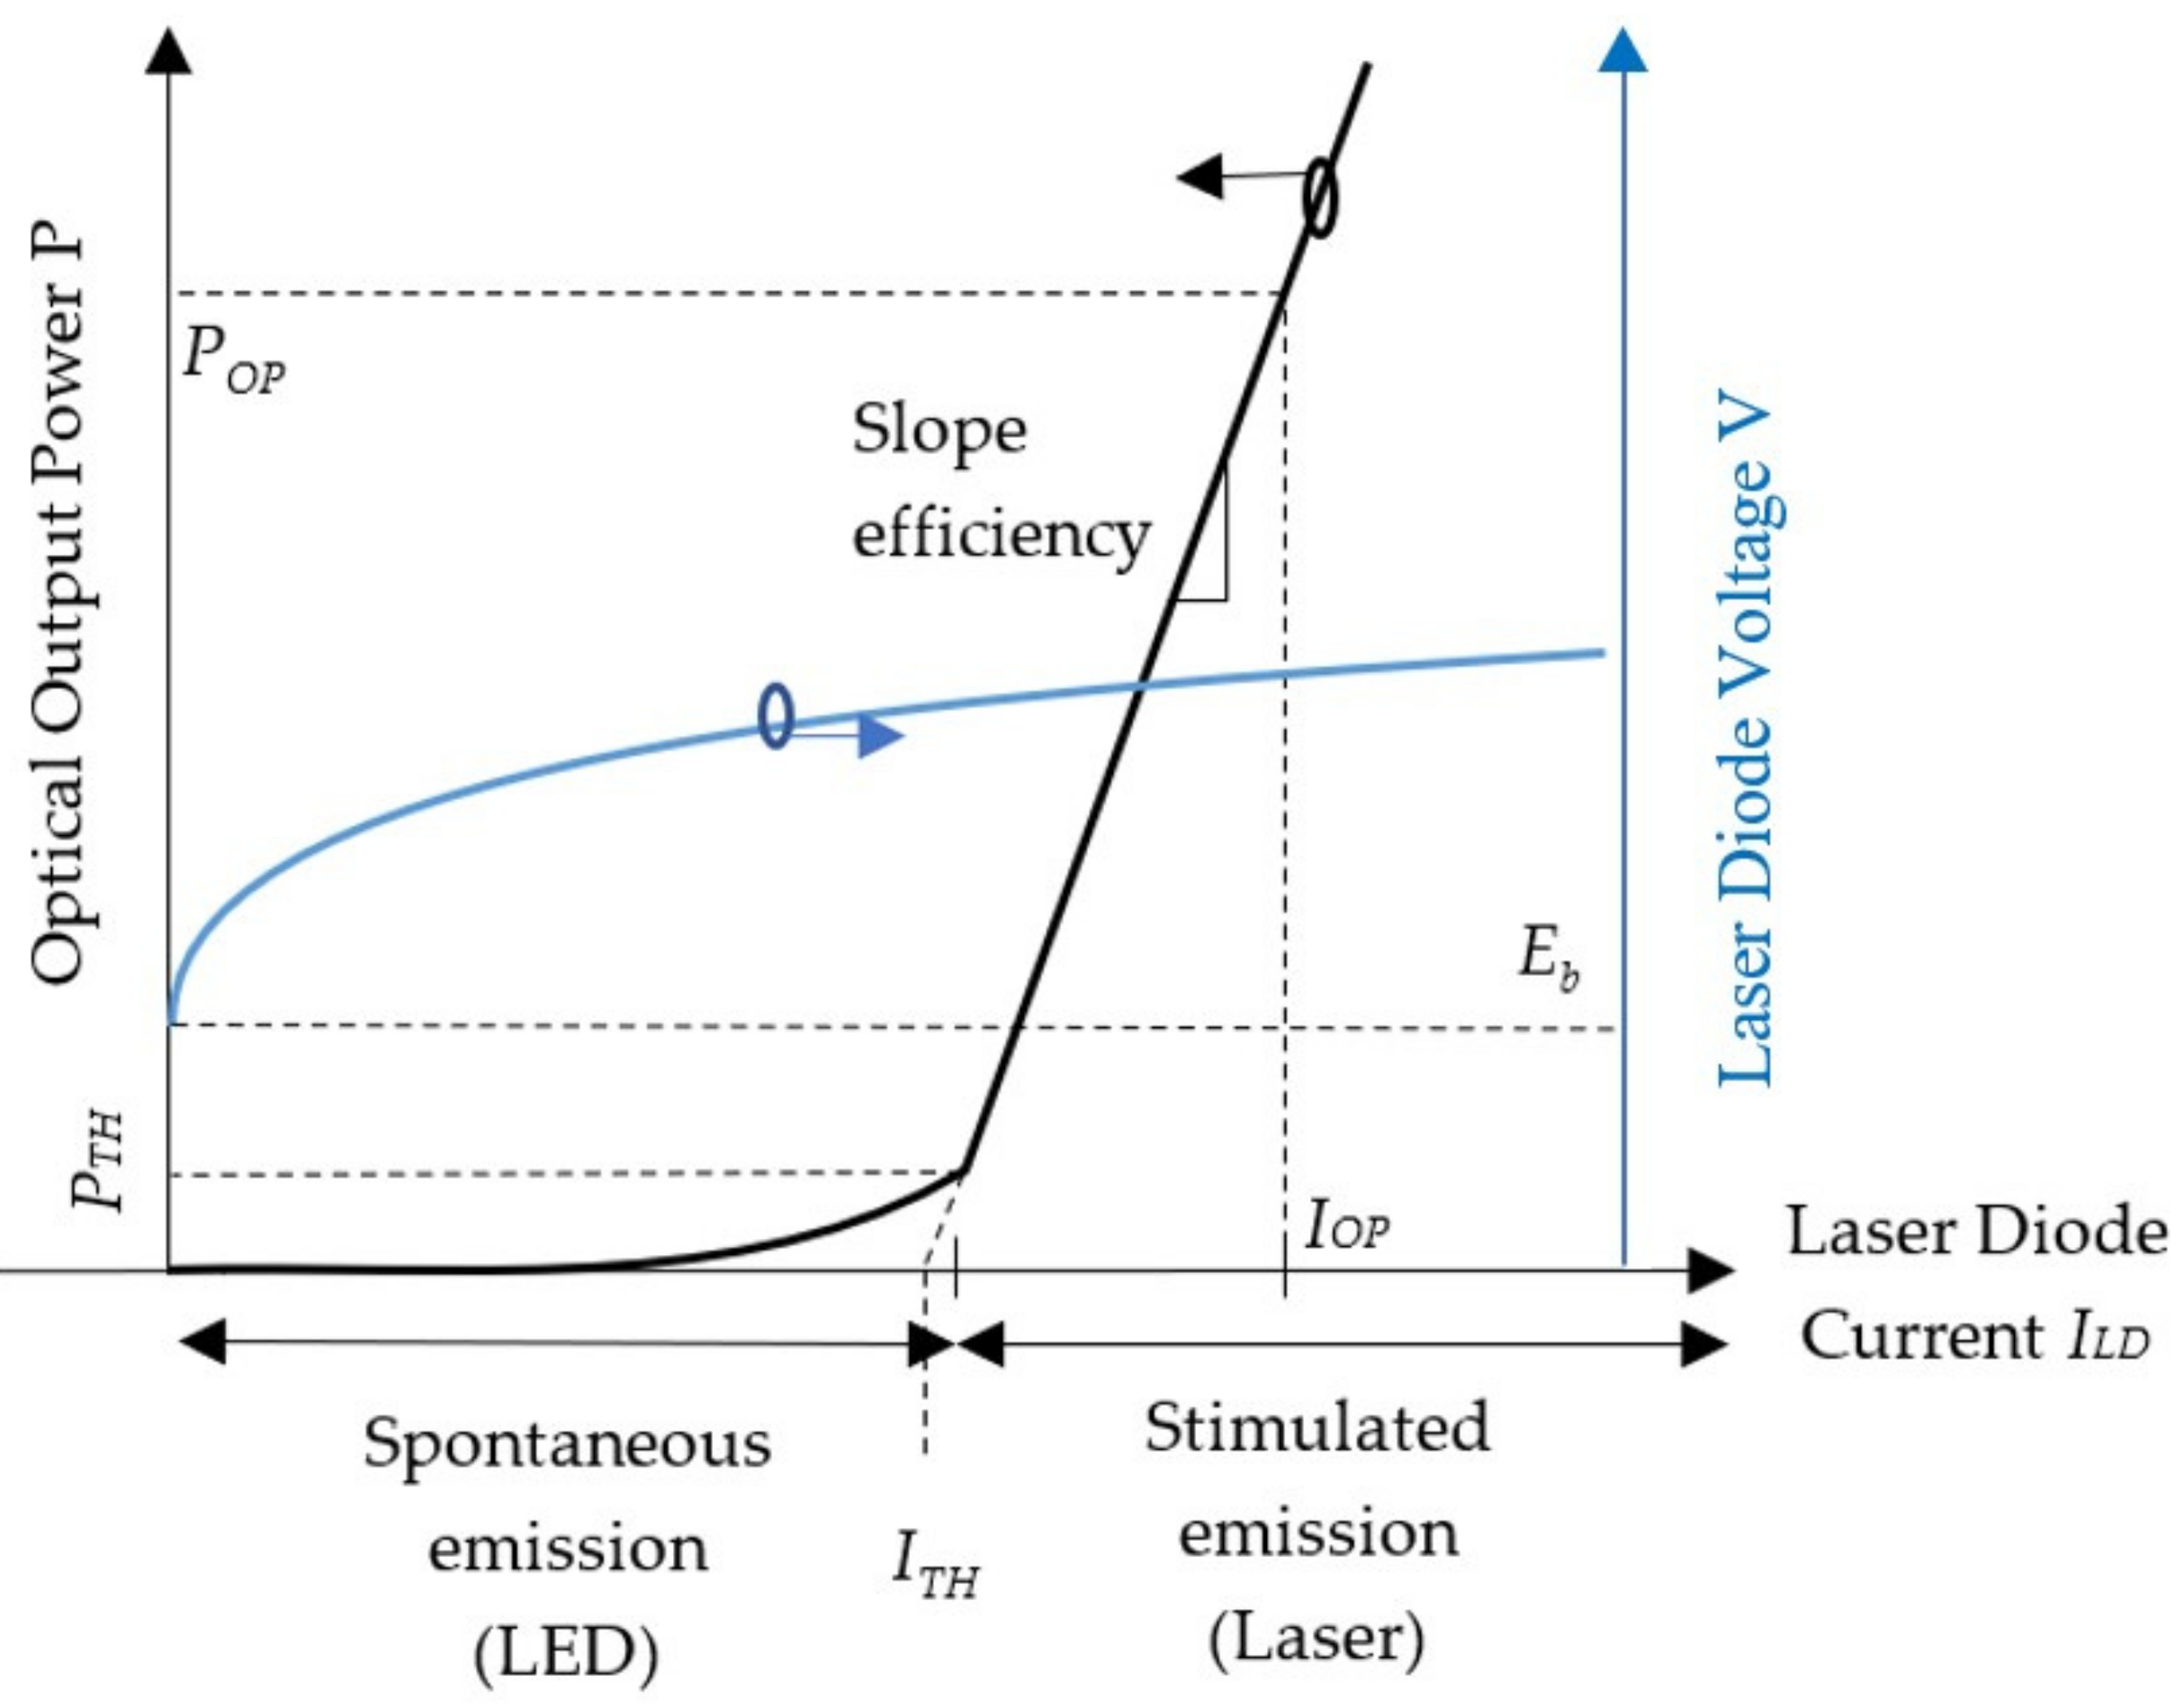 Optical Output Power P
P_OP
Slope
efficiency
Laser Diode Voltage V
E_b
P_TH
I_OP
Laser Diode
Current I_LD
Spontaneous
emission
(LED)
I_TH
Stimulated
emission
(Laser)